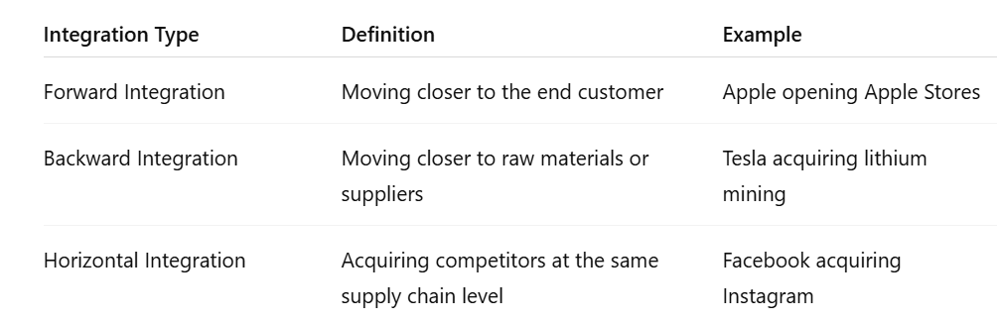 Integration Type Definition Example
Forward Integration Moving closer to the end customer Apple opening Apple Stores
Backward Integration Moving closer to raw materials or Tesla acquiring lithium
suppliers mining
Horizontal Integration Acquiring competitors at the same Facebook acquiring
supply chain level Instagram